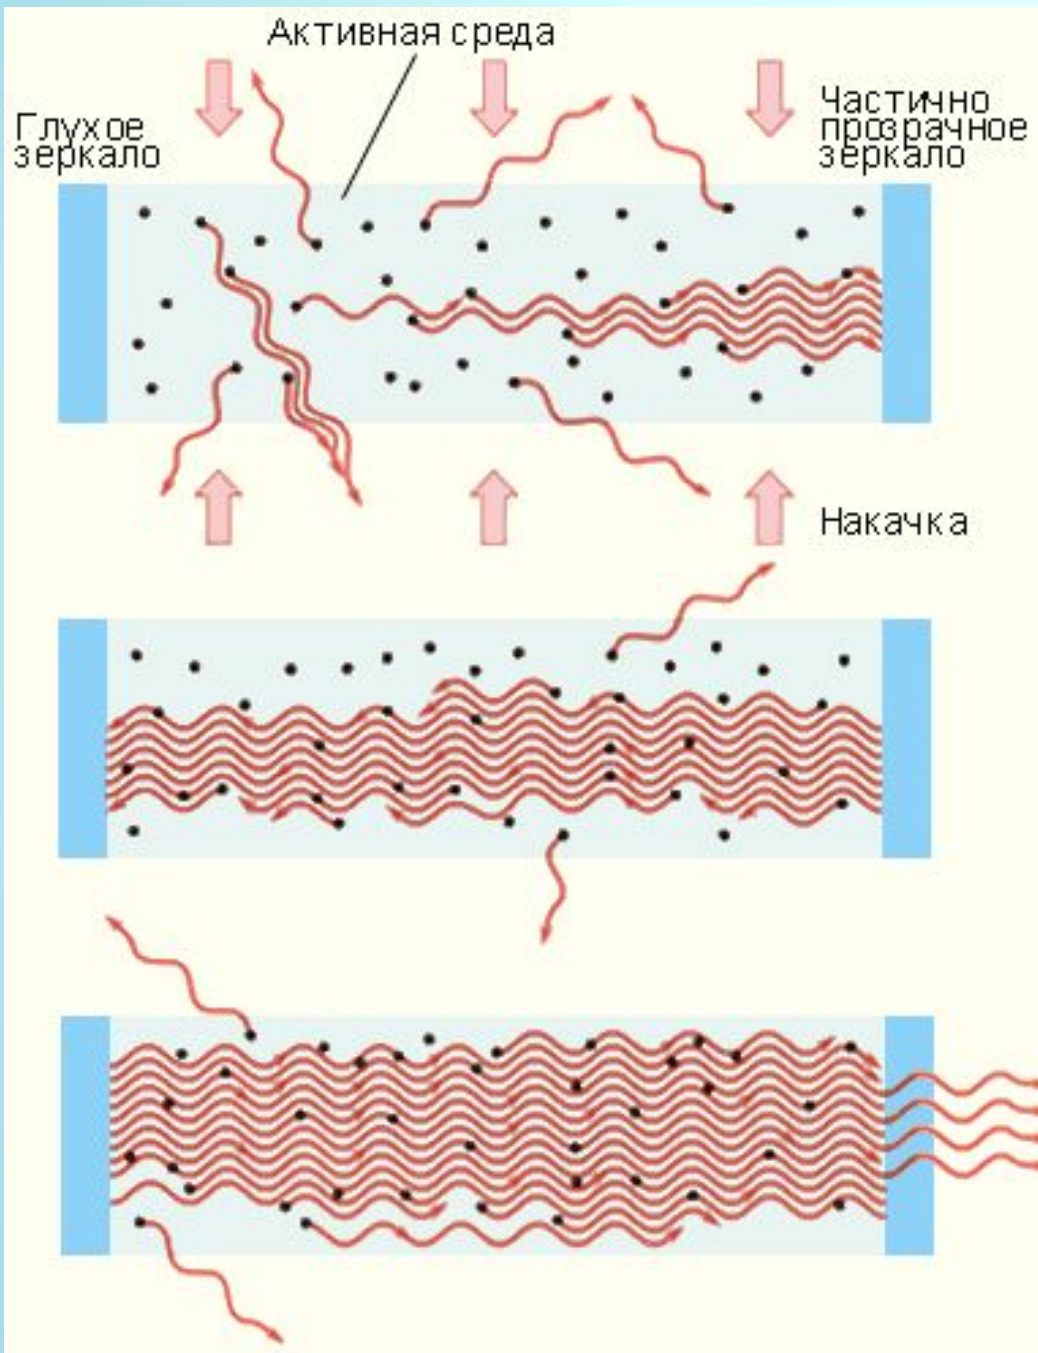 Активная среда
Глухое
зеркало
Частично
прозрачное
зеркало
Накачка